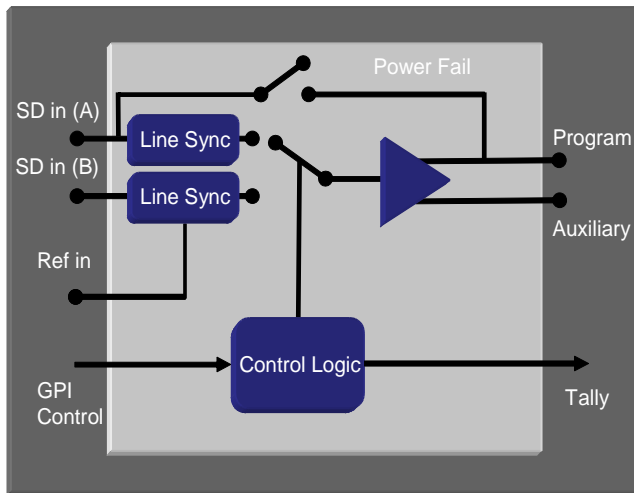 Power Fail
SD in (A)
Line Sync
Program
SD in (B)
Line Sync
Auxiliary
Ref in
Control Logic
GPI
Control
Tally